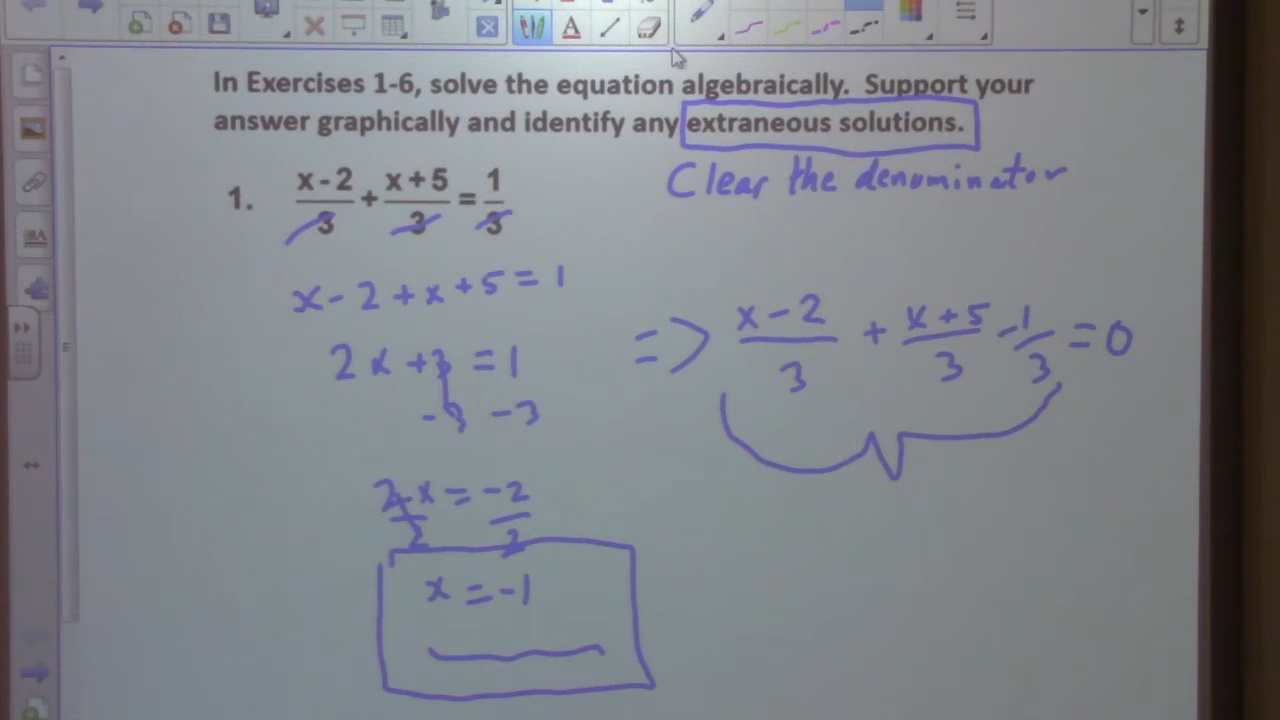 In Exercises 1-6, solve the equation algebraically. Support your
answer graphically and identify any extraneous solutions.
Clear the denominator
1. x-2/3 + x+5/3 = 1/3
x - 2 + x + 5 = 1
2x + 3 = 1
-3 -3
2x/2 = -2/2
x = -1
=> x-2/3 + x+5/3 - 1/3 = 0